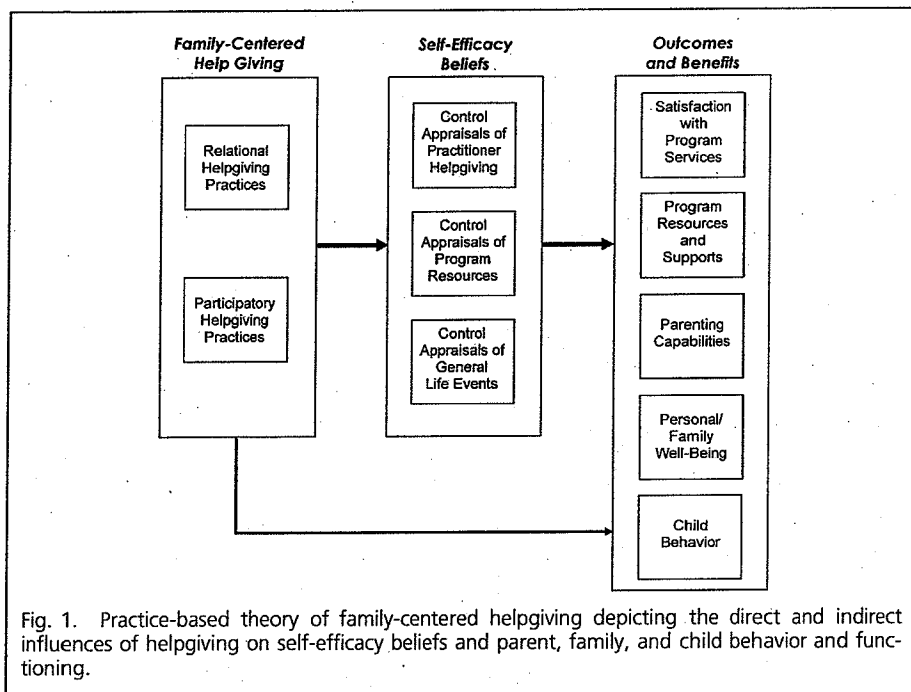 Family-Centered
Help Giving
Relational
Helpgiving
Practices
Participatory
Helpgiving
Practices
Self-Efficacy
Beliefs
Control
Appraisals of
Practitioner
Helpgiving
Control
Appraisals of
Program
Resources
Control
Appraisals of
General
Life Events
Outcomes
and Benefits
Satisfaction
with
Program
Services
Program
Resources
and
Supports
Parenting
Capabilities
Personal/
Family
Well-Being
Child
Behavior
Fig. 1. Practice-based theory of family-centered helpgiving depicting the direct and indirect
influences of helpgiving on self-efficacy beliefs and parent, family, and child behavior and func-
tioning.